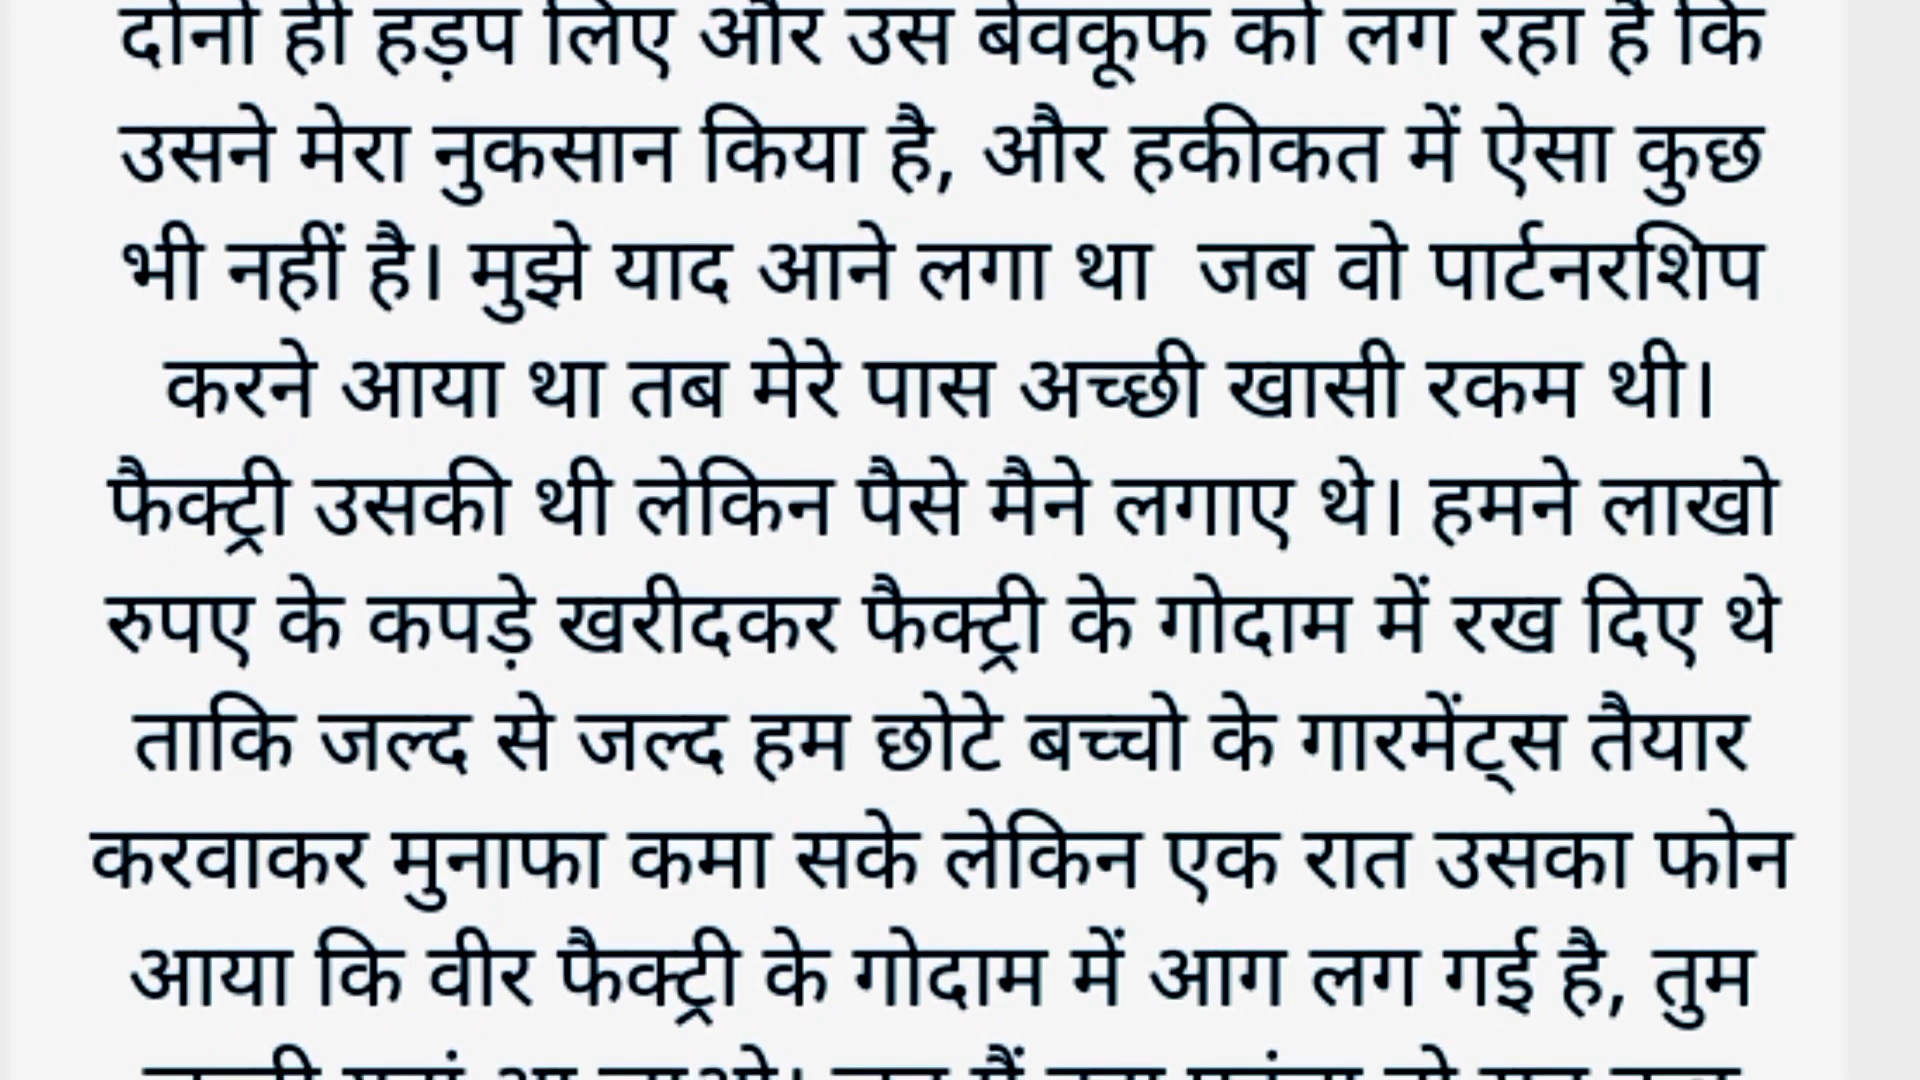 दोनो ही हड़प लिए और उस बेवकूफ को लग रहा है कि
उसने मेरा नुकसान किया है, और हकीकत में ऐसा कुछ
भी नहीं है। मुझे याद आने लगा था  जब वो पार्टनरशिप
करने आया था तब मेरे पास अच्छी खासी रकम थी।
फैक्ट्री उसकी थी लेकिन पैसे मैने लगाए थे। हमने लाखो
रुपए के कपड़े खरीदकर फैक्ट्री के गोदाम में रख दिए थे
ताकि जल्द से जल्द हम छोटे बच्चो के गारमेंट्स तैयार
करवाकर मुनाफा कमा सके लेकिन एक रात उसका फोन
आया कि वीर फैक्ट्री के गोदाम में आग लग गई है, तुम